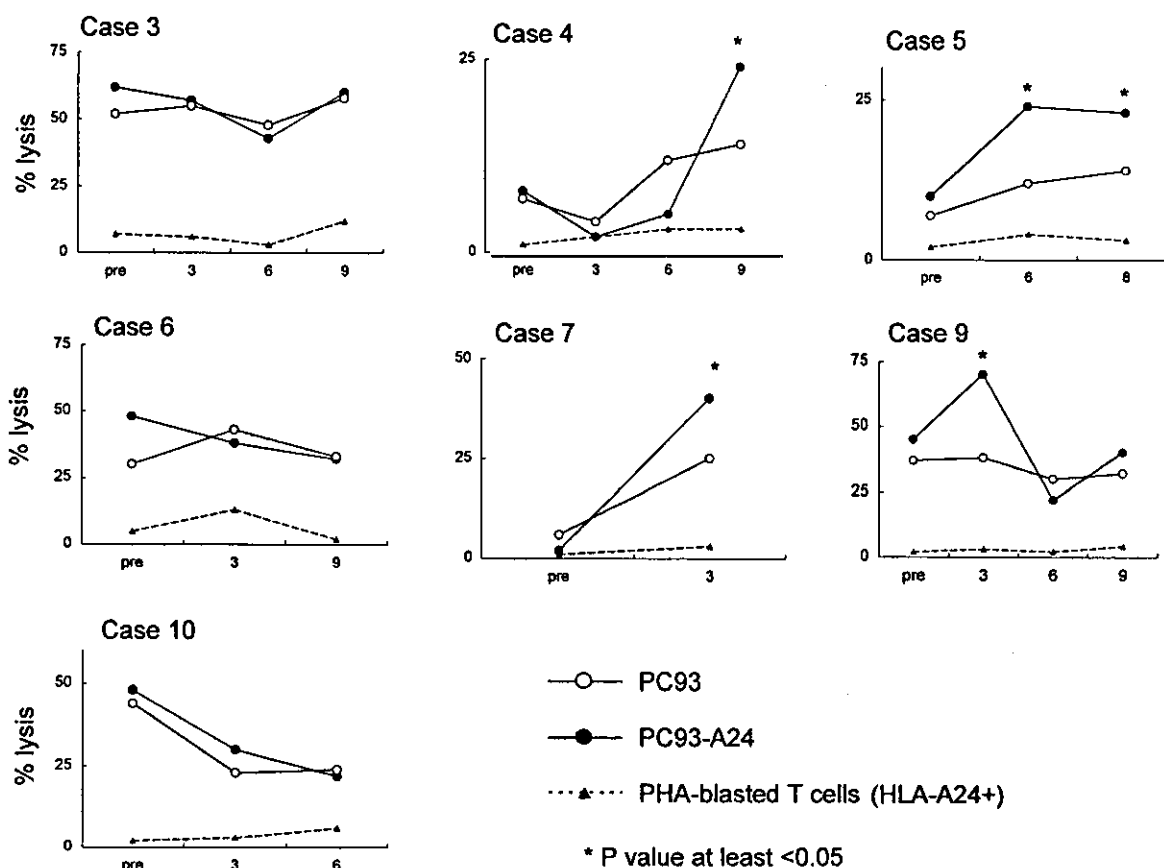 Case 3
75
50
25
0
% lysis
pre 3 6 9
Case 4
25
0
pre 3 6 9
*
Case 5
25
0
pre 6 8
* *
Case 6
75
50
25
0
% lysis
pre 3 9
Case 7
50
25
0
pre 3
*
Case 9
75
50
25
0
pre 3 6 9
*
Case 10
50
25
0
% lysis
pre 3 6
PC93
PC93-A24
PHA-blasted T cells (HLA-A24+)
* P value at least <0.05